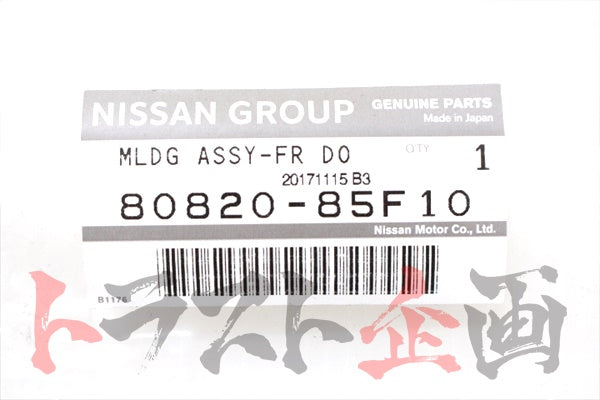 NISSAN GROUP
GENUINE PARTS
Made in Japan
MLDG ASSY-FR DO
QTY
1
20171115 B3
80820-85F10
Nissan Motor Co., Ltd.
B1176
トラスト企画